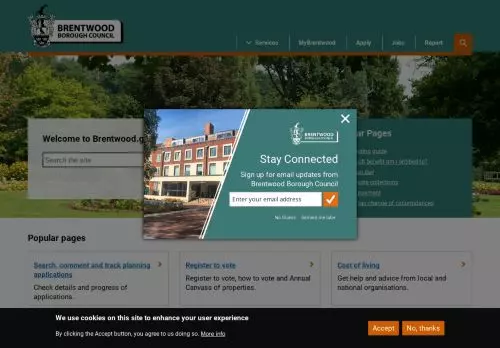 BRENTWOOD
BOROUGH COUNCIL
Services
MyBrentwood
Apply
Jobs
Report
Welcome to Brentwood.g
Search the site
ar Pages
BRENTWOOD
BOROUGH COUNCIL
Stay Connected
Sign up for email updates from
Brentwood Borough Council
Enter your email address
No thanks
Popular pages
Search, comment and track planning
applications
Check details and progress of
applications.
Register to vote
Register to vote, how to vote and Annual
Canvass of properties.
Cost of living
Get help and advice from local and
national organisations.
We use cookies on this site to enhance your user experience
By clicking the Accept button, you agree to us doing so. More info
Accept
No, thanks